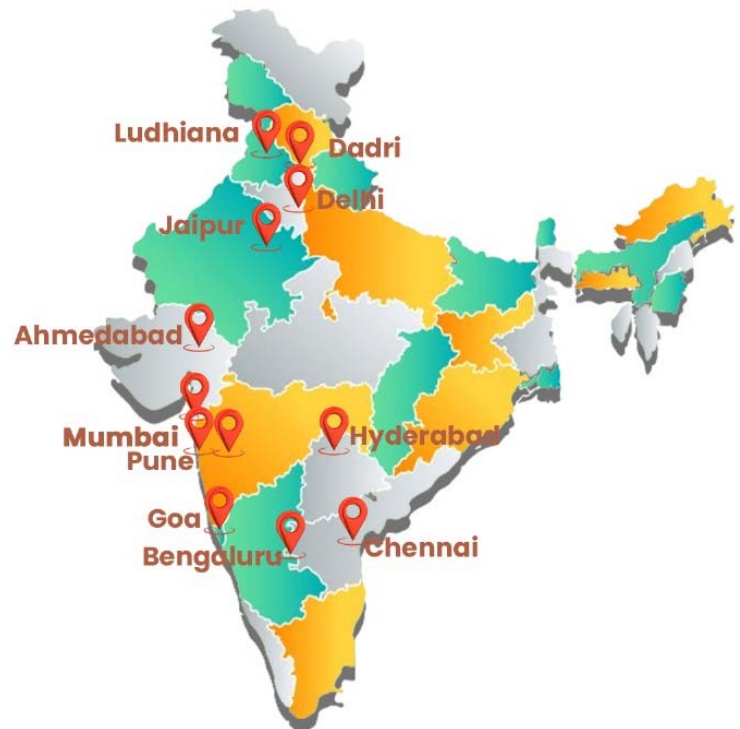 Ludhiana
Dadri
Delhi
Jaipur
Ahmedabad
Mumbai
Hyderabad
Pune
Goa
Chennai
Bengaluru